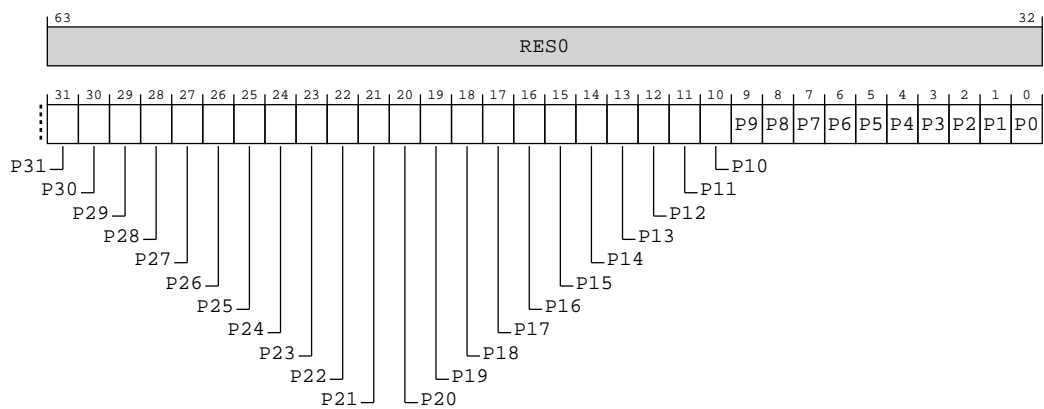 63 32
RES0
31 30 29 28 27 26 25 24 23 22 21 20 19 18 17 16 15 14 13 12 11 10 9 8 7 6 5 4 3 2 1 0
P9 P8 P7 P6 P5 P4 P3 P2 P1 P0
P31 P10
P30 P11
P29 P12
P28 P13
P27 P14
P26 P15
P25 P16
P24 P17
P23 P18
P22 P19
P21 P20